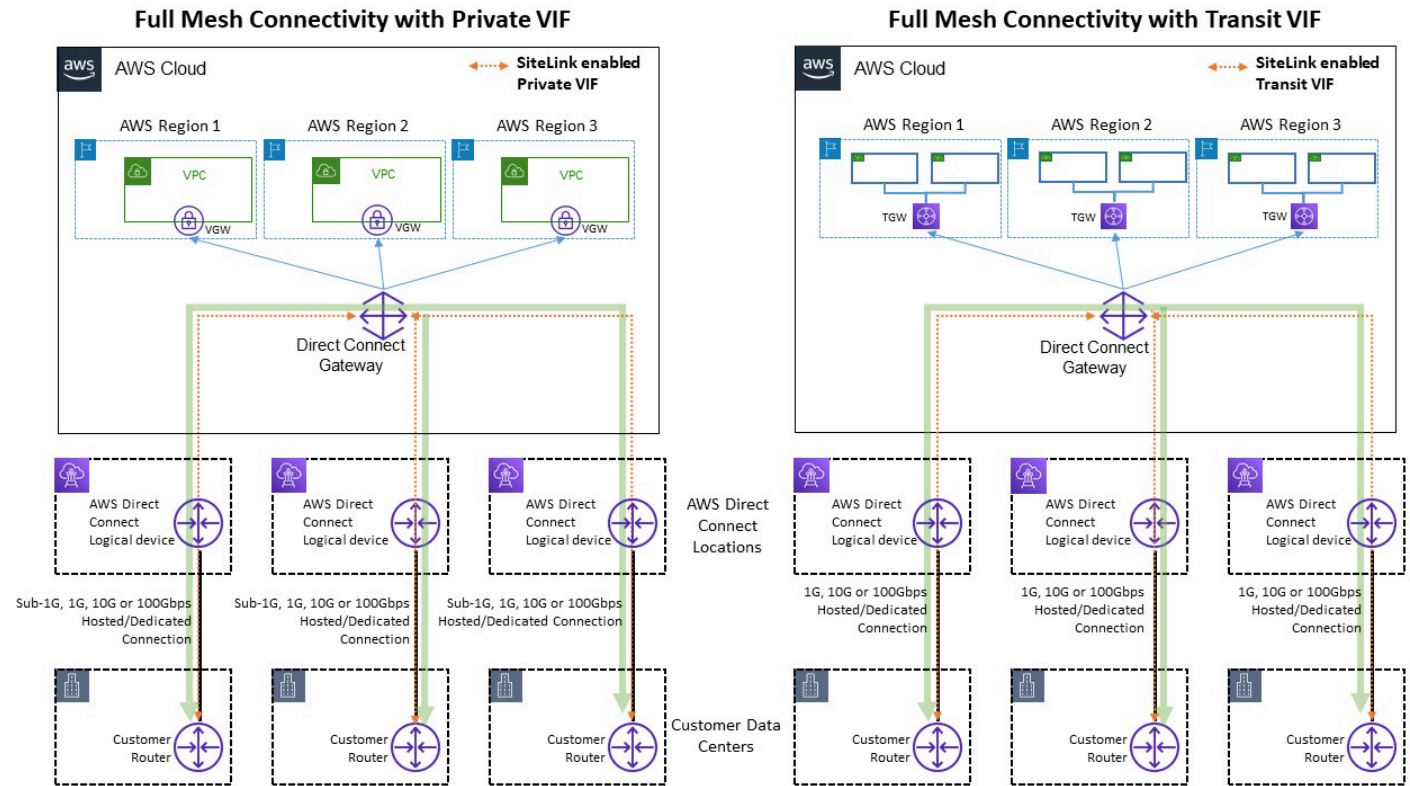 Full Mesh Connectivity with Private VIF
aws
AWS Cloud
SiteLink enabled
Private VIF
AWS Region 1
AWS Region 2
AWS Region 3
VPC
VPC
VPC
VGW
VGW
VGW
Direct Connect
Gateway
AWS Direct
Connect
Logical device
AWS Direct
Connect
Logical device
AWS Direct
Connect
Logical device
Sub-1G, 1G, 10G or 100Gbps
Hosted/Dedicated
Connection
Sub-1G, 1G, 10G or 100Gbps
Hosted/Dedicated
Connection
Sub-1G, 1G, 10G or 100Gbps
Hosted/Dedicated Connection
Customer
Router
Customer
Router
Customer
Router
AWS Direct
Connect
Locations
Customer Data
Centers
Full Mesh Connectivity with Transit VIF
aws
AWS Cloud
SiteLink enabled
Transit VIF
AWS Region 1
AWS Region 2
AWS Region 3
TGW
TGW
TGW
Direct Connect
Gateway
AWS Direct
Connect
Logical device
AWS Direct
Connect
Logical device
AWS Direct
Connect
Logical device
1G, 10G or 100Gbps
Hosted/Dedicated
Connection
1G, 10G or 100Gbps
Hosted/Dedicated
Connection
1G, 10G or 100Gbps
Hosted/Dedicated
Connection
Customer
Router
Customer
Router
Customer
Router